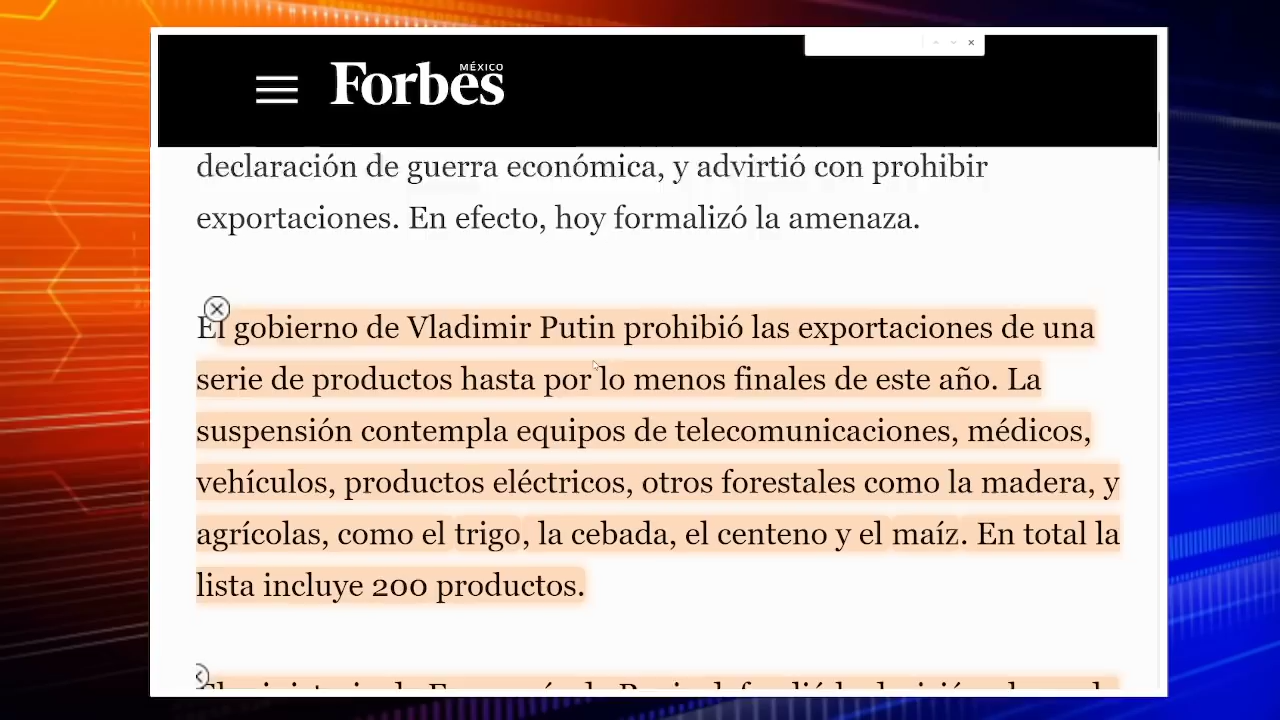 MÉXICO
Forbes
declaración de guerra económica, y advirtió con prohibir
exportaciones. En efecto, hoy formalizó la amenaza.
El gobierno de Vladimir Putin prohibió las exportaciones de una
serie de productos hasta por lo menos finales de este año. La
suspensión contempla equipos de telecomunicaciones, médicos,
vehículos, productos eléctricos, otros forestales como la madera, y
agrícolas, como el trigo, la cebada, el centeno y el maíz. En total la
lista incluye 200 productos.